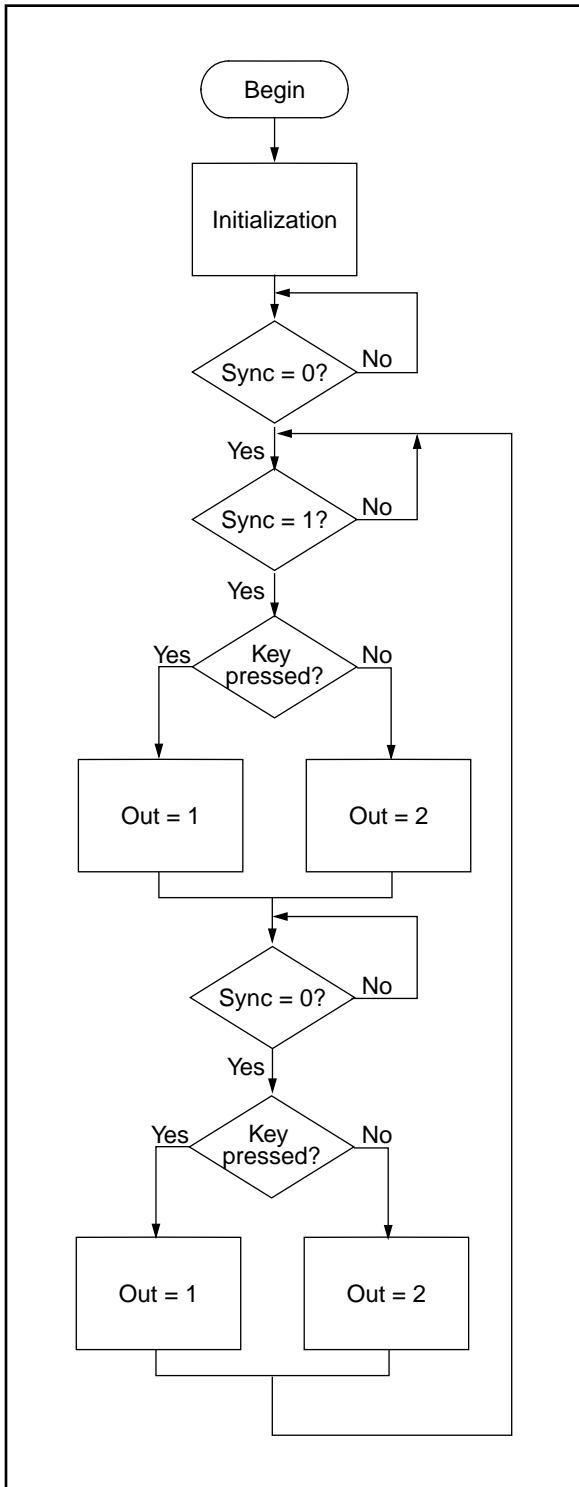 Begin
Initialization
Sync = 0?
No
Yes
Sync = 1?
No
Yes
Yes
Key
pressed?
No
Out = 1
Out = 2
Sync = 0?
No
Yes
Yes
Key
pressed?
No
Out = 1
Out = 2